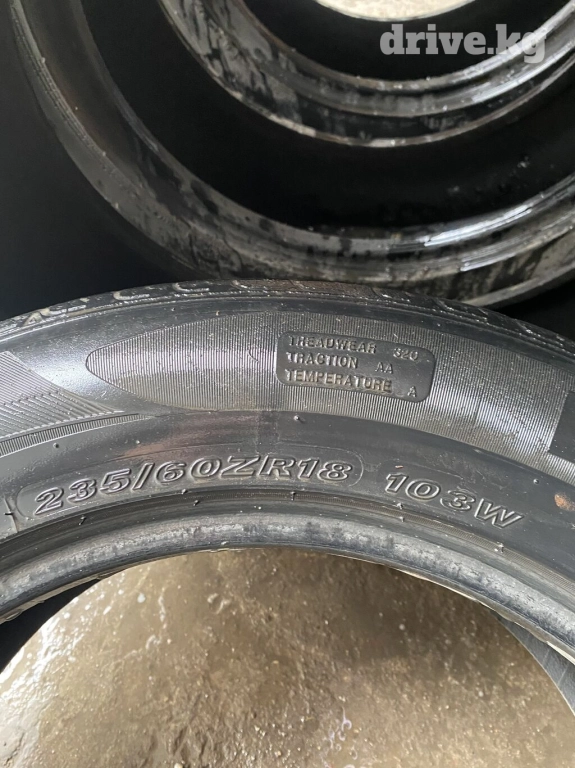 drive.kg
TREADWEAR 320
TRACTION AA
TEMPERATURE A
235/60ZR18 103W